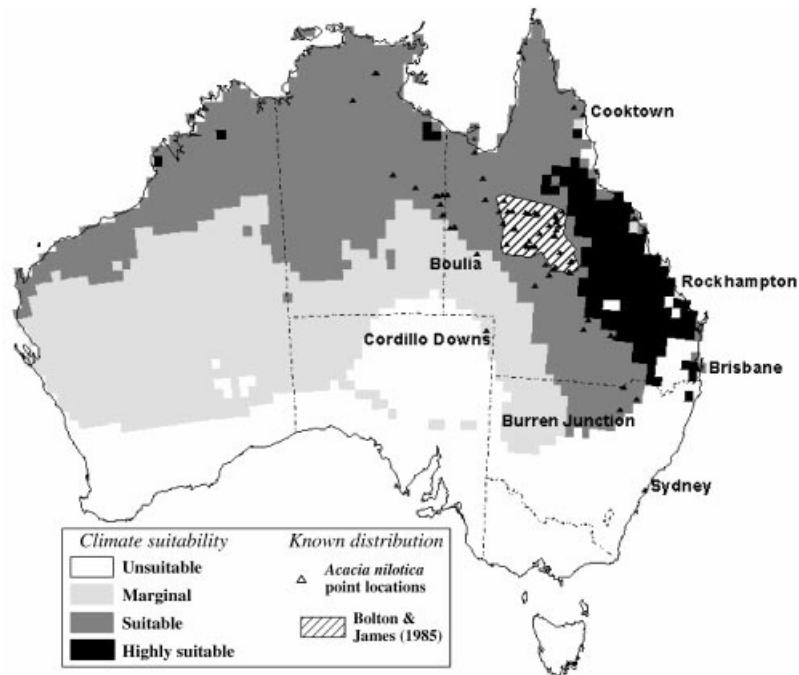 Cooktown
Boulia
Rockhampton
Cordillo Downs
Brisbane
Burren Junction
Sydney
Climate suitability
Unsuitable
Marginal
Suitable
Highly suitable
Known distribution
Acacia nilotica
point locations
Bolton &
James (1985)